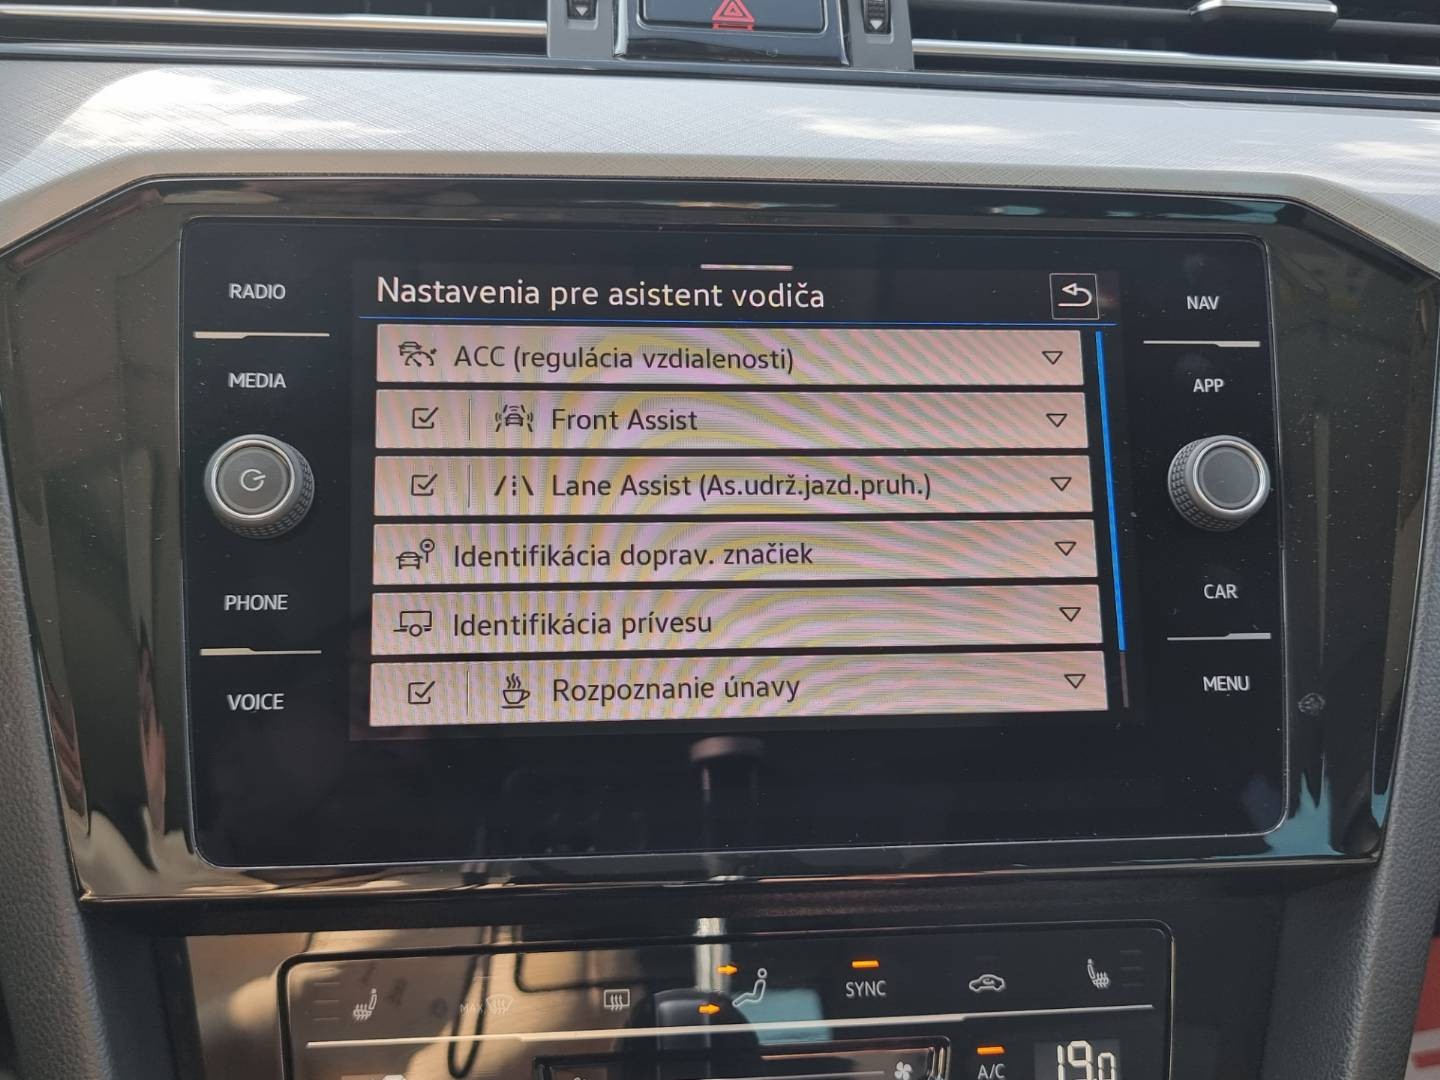 RADIO
MEDIA
PHONE
VOICE
Nastavenia pre asistent vodiča
ACC (regulácia vzdialenosti)
Front Assist
Lane Assist (As.udrž.jazd.pruh.)
Identifikácia doprav. značiek
Identifikácia prívesu
Rozpoznanie únavy
NAV
APP
CAR
MENU
MAX
SYNC
A/C
19.0